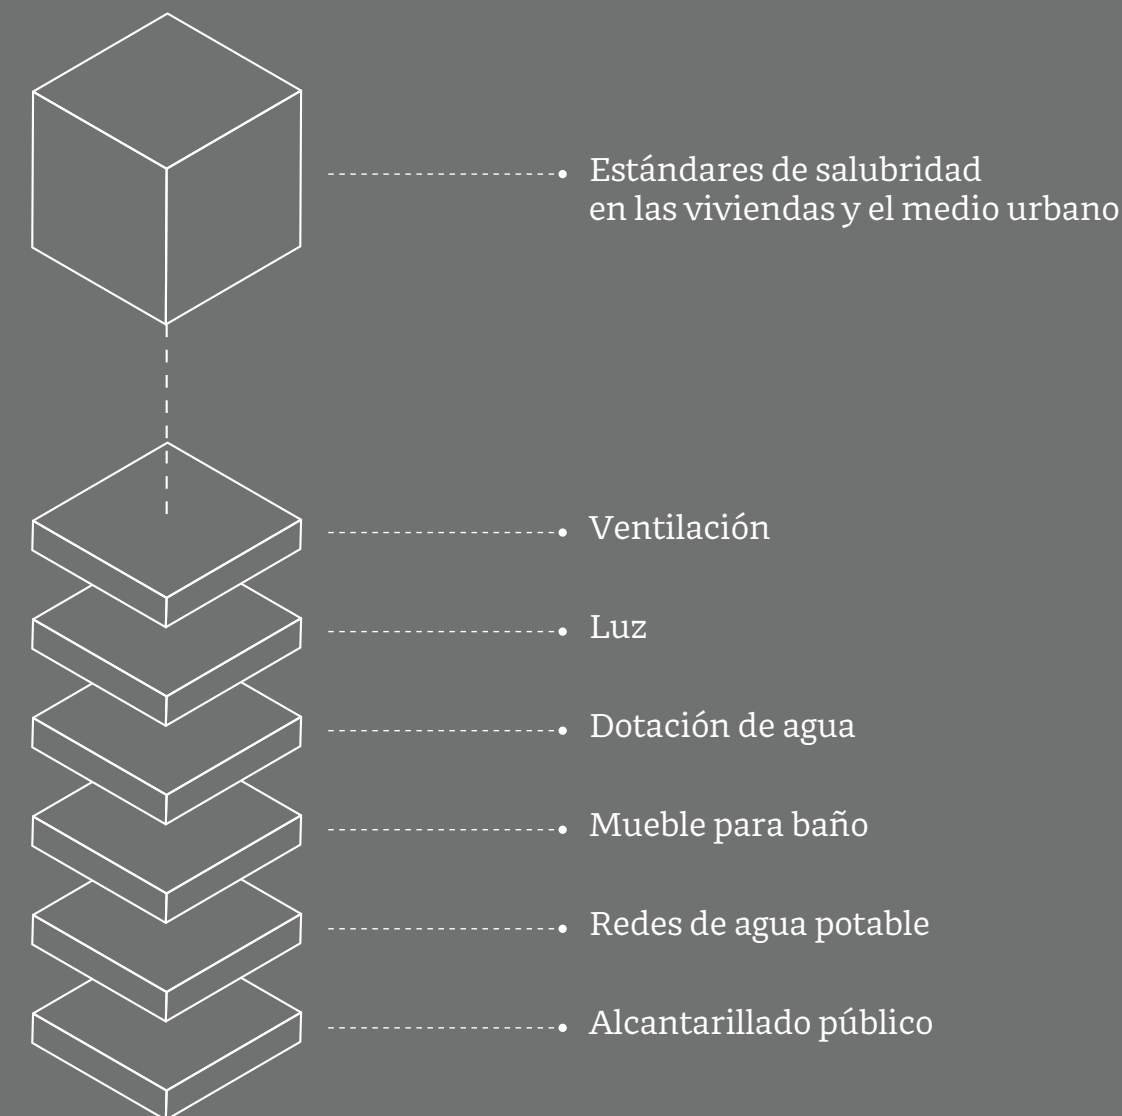 Estándares de salubridad
en las viviendas y el medio urbano
Ventilación
Luz
Dotación de agua
Mueble para baño
Redes de agua potable
Alcantarillado público